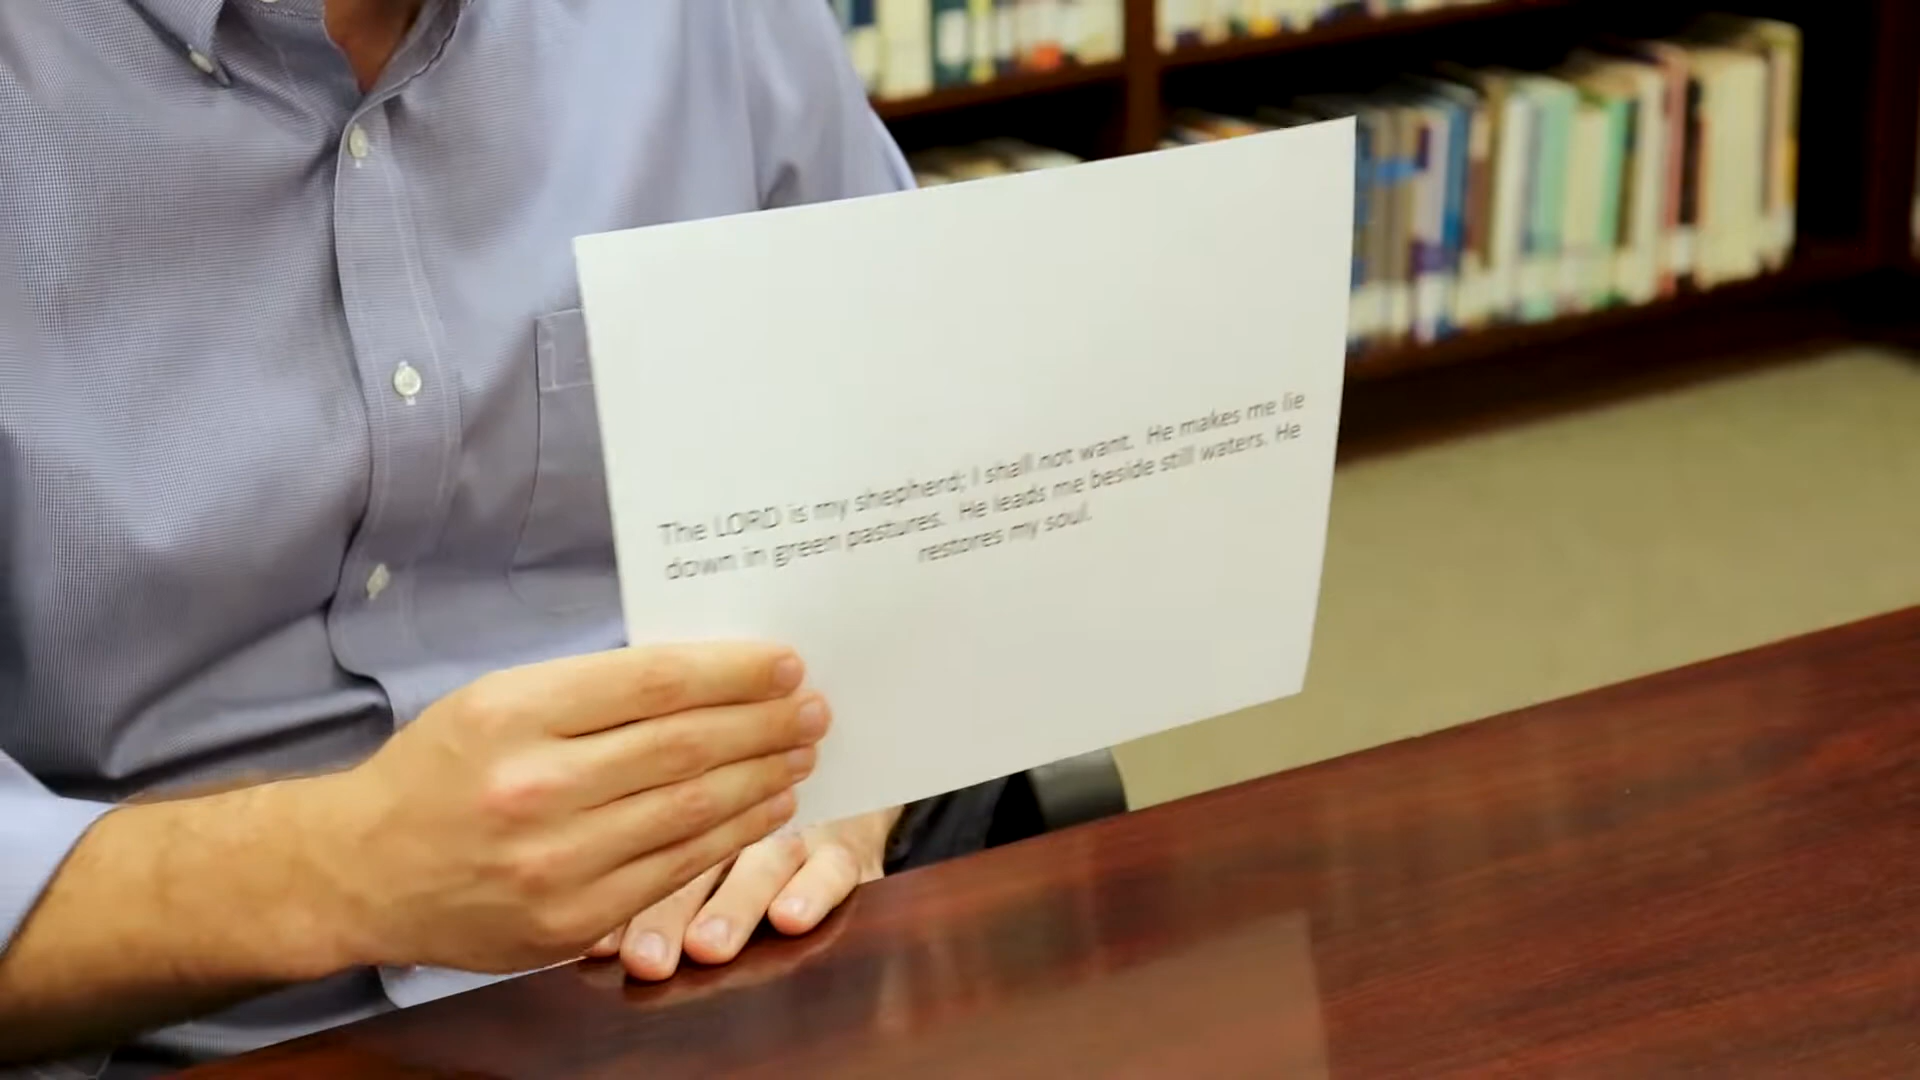 The LORD is my shepherd; I shall not want. He makes me lie
down in green pastures. He leads me beside still waters. He
restores my soul.